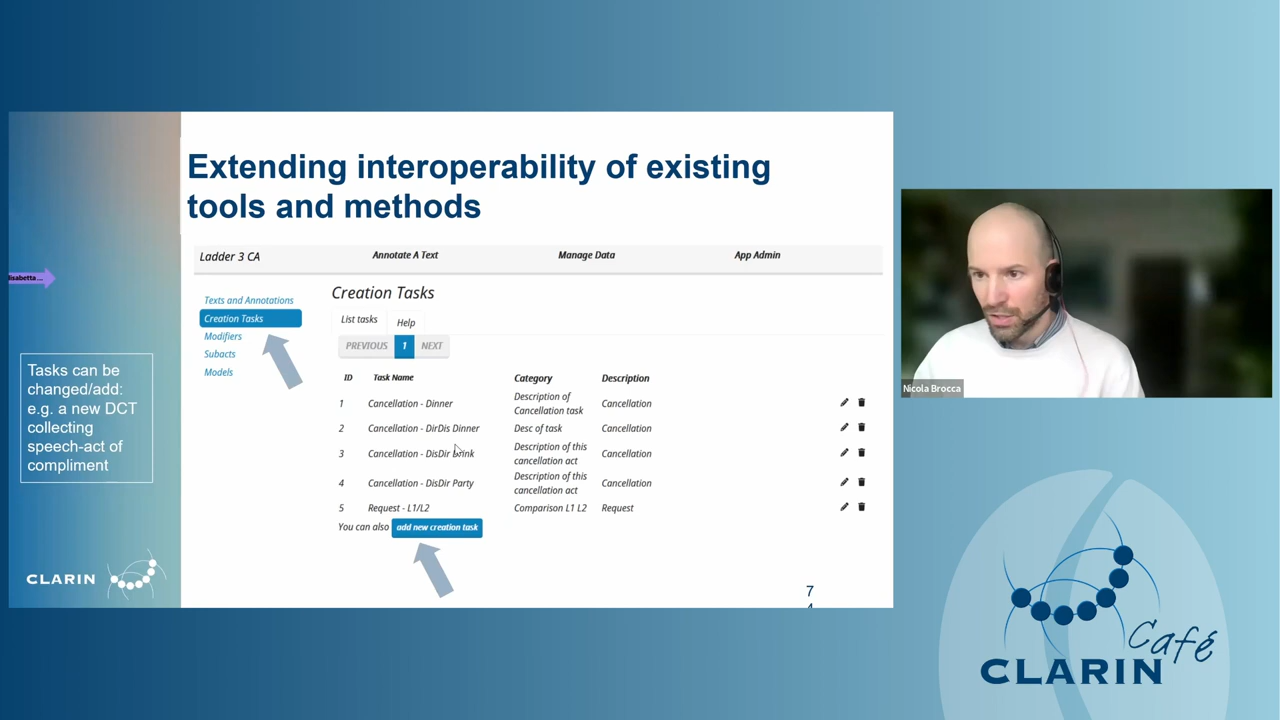 Extending interoperability of existing
tools and methods
Ladder 3 CA
Annotate A Text
Manage Data
App Admin
Texts and Annotations
Creation Tasks
Modifiers
Subacts
Models
Creation Tasks
List tasks
Help
PREVIOUS 1 NEXT
ID Task Name Category Description
1 Cancellation - Dinner Description of Cancellation
Cancellation task
2 Cancellation - DirDis Dinner Desc of task Cancellation
3 Cancellation - DisDir Drink Description of this Cancellation
cancellation act
4 Cancellation - DisDir Party Description of this Cancellation
cancellation act
5 Request - L1/L2 Comparison L1 L2 Request
You can also add new creation task
Tasks can be
changed/add:
e.g. a new DCT
collecting
speech-act of
compliment
CLARIN
7
Nicola Brocca
Café
CLARIN